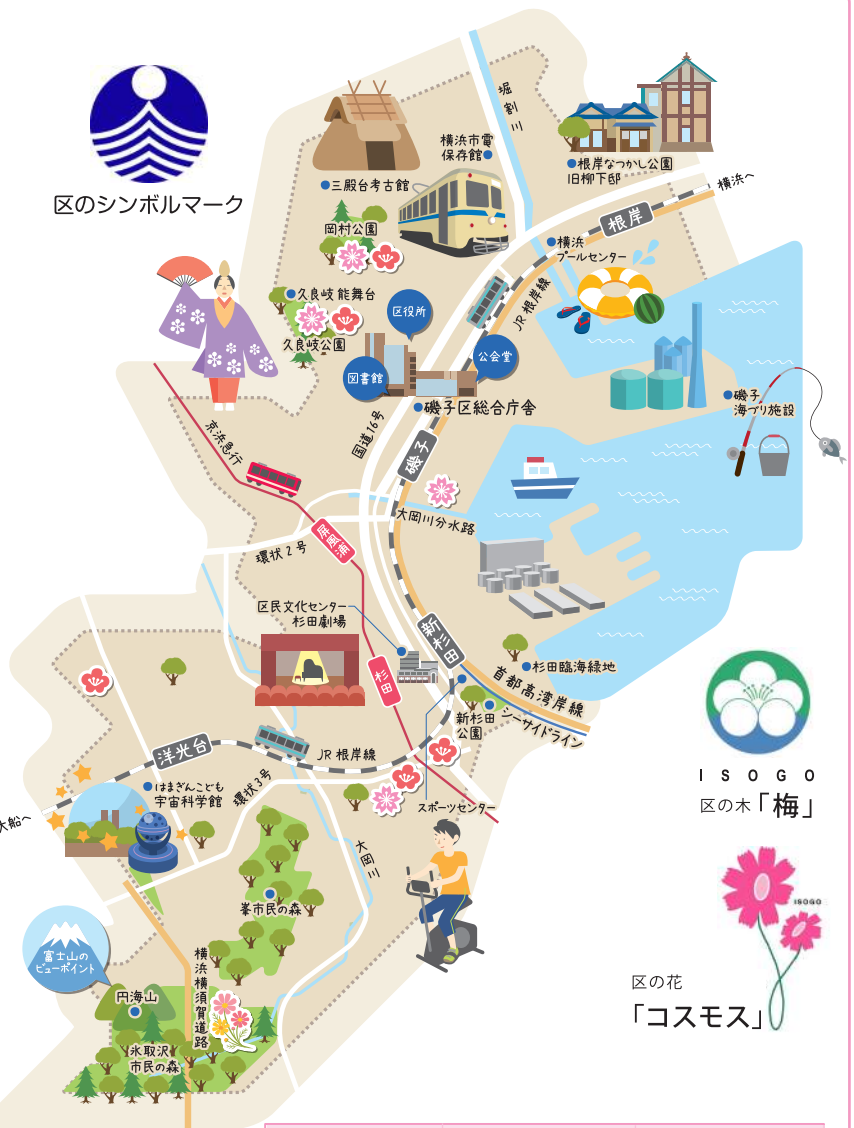 区のシンボルマーク
堀割川
横浜市電
保存館
三殿台考古館
根岸なつかし公園
旧柳下邸
横浜へ
岡村公園
根岸
横浜
プールセンター
JR根岸線
久良岐能舞台
久良岐公園
区役所
図書館
公会堂
磯子区総合庁舎
磯子
海づり施設
国道16号
京浜急行
磯子
大岡川分水路
屏風浦
環状2号
区民文化センター
杉田劇場
新杉田
杉田
杉田臨海緑地
首都高湾岸線
シーサイドライン
新杉田
公園
スポーツセンター
洋光台
JR根岸線
環状3号
はまぎんこども
宇宙科学館
大船へ
大岡川
峯市民の森
富士山の
ビューポイント
円海山
横浜横須賀道路
氷取沢
市民の森
ISOGO
区の木「梅」
ISOGO
区の花
「コスモス」